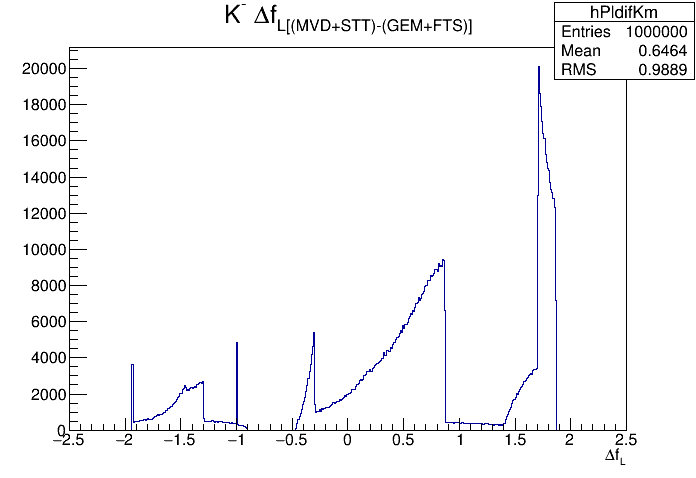 K⁻ Δf_L[(MVD+STT)-(GEM+FTS)]
hPldifKm
Entries 1000000
Mean 0.6464
RMS 0.9889
20000
18000
16000
14000
12000
10000
8000
6000
4000
2000
0
−2.5 −2 −1.5 −1 −0.5 0 0.5 1 1.5 2 2.5
Δf_L